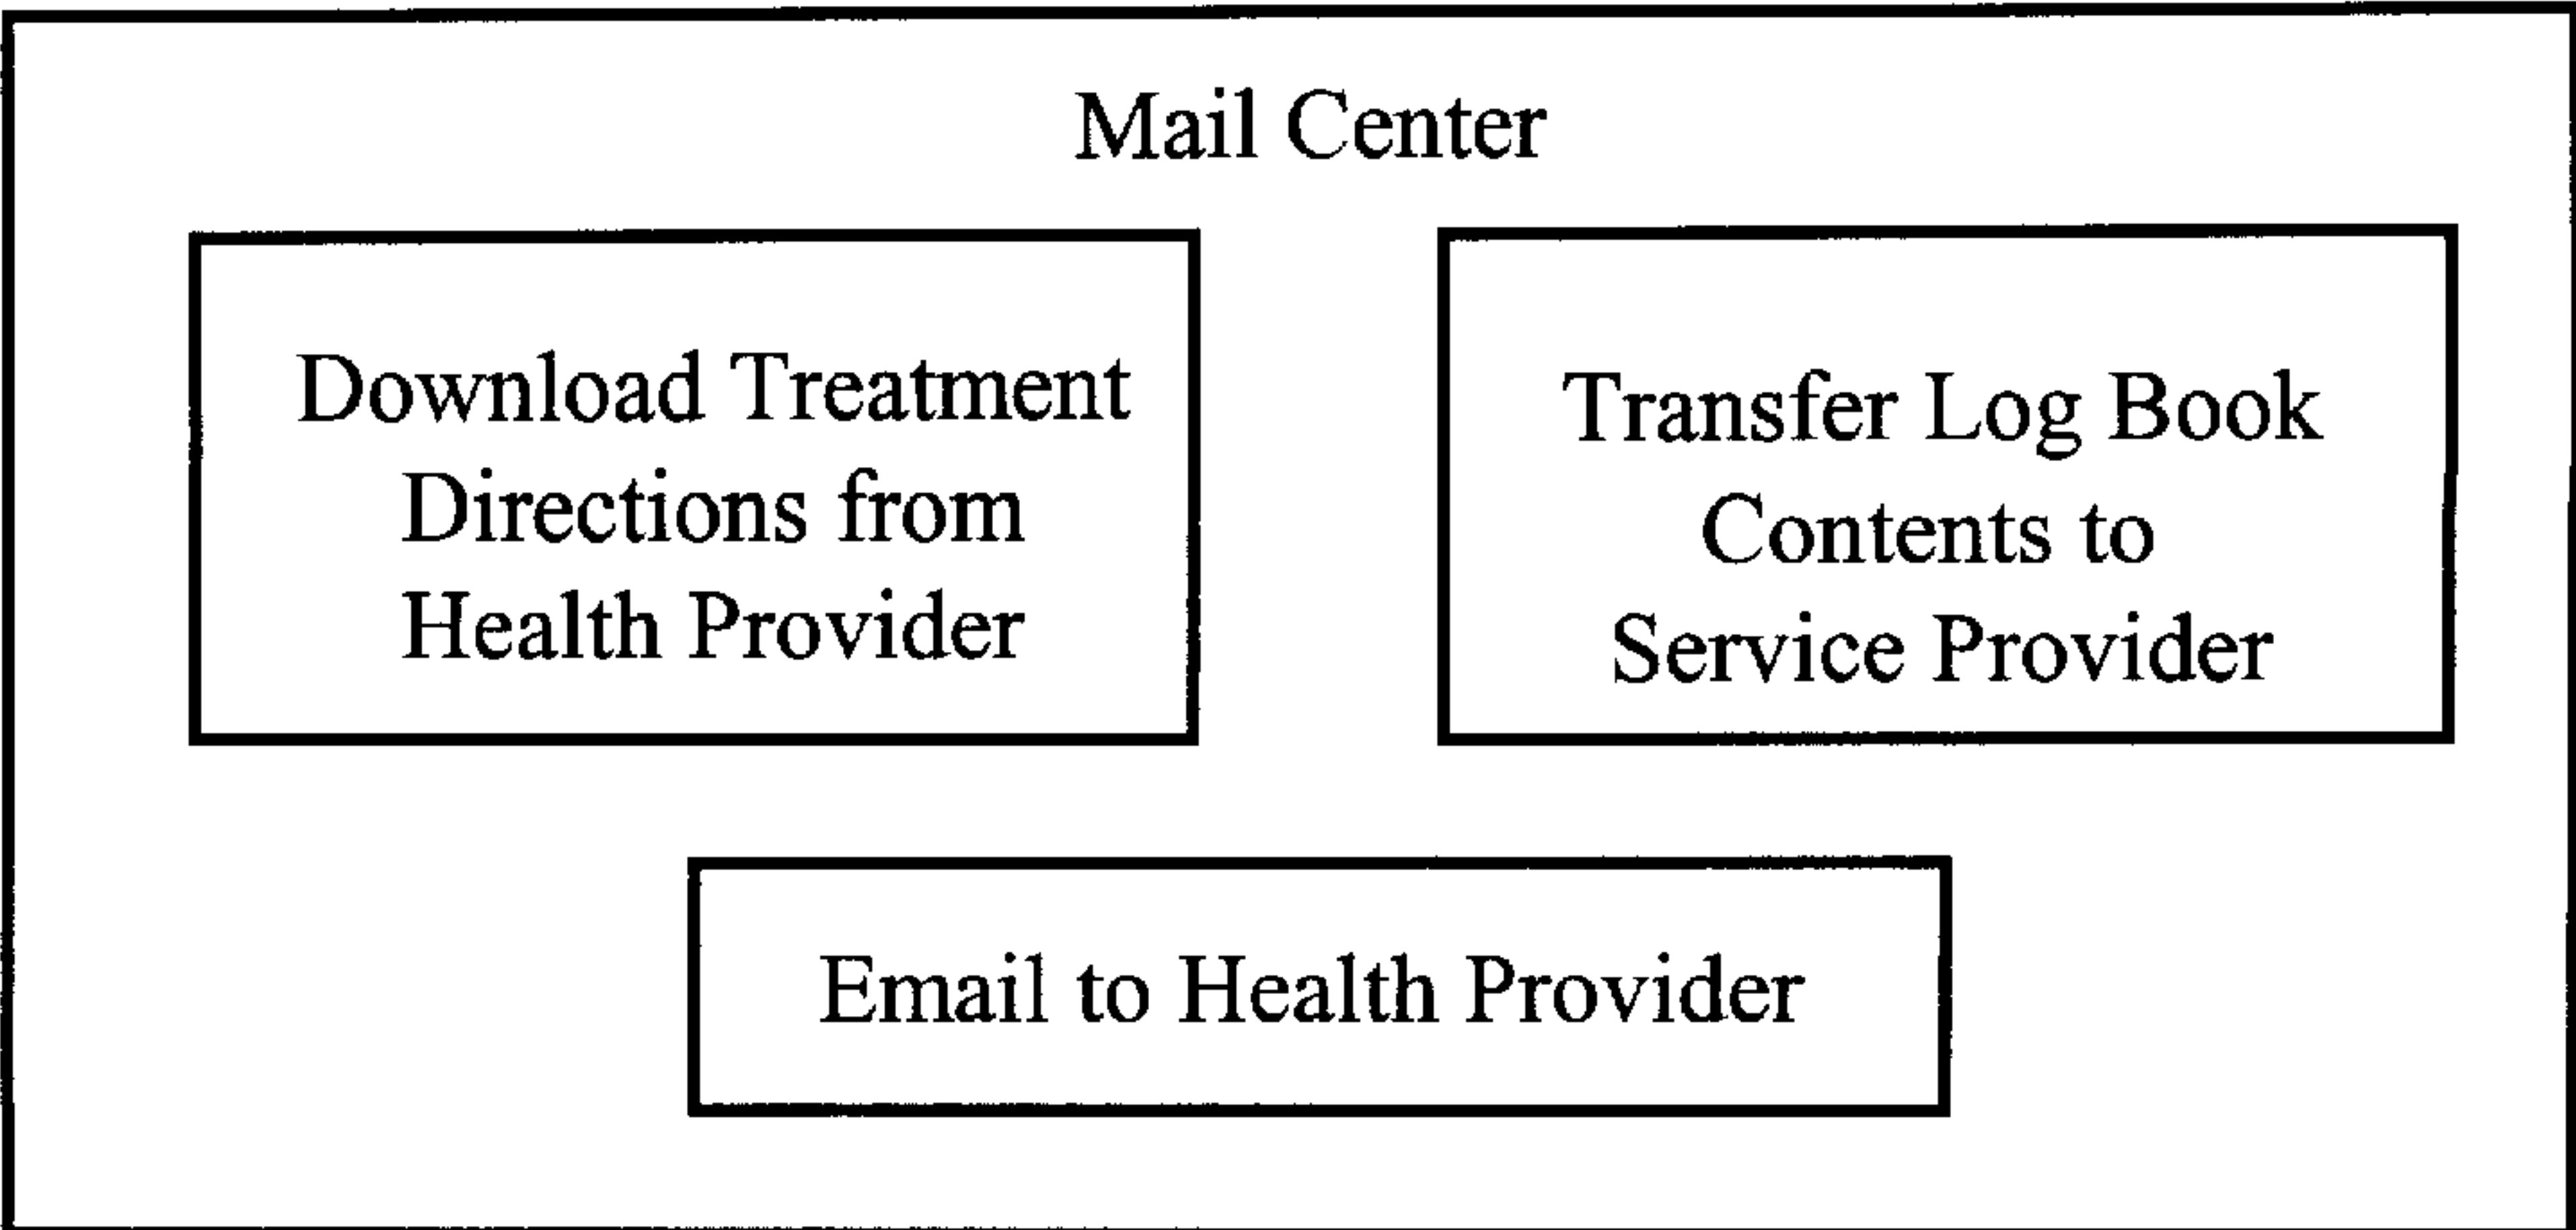 Mail Center
Download Treatment
Directions from
Health Provider
Transfer Log Book
Contents to
Service Provider
Email to Health Provider